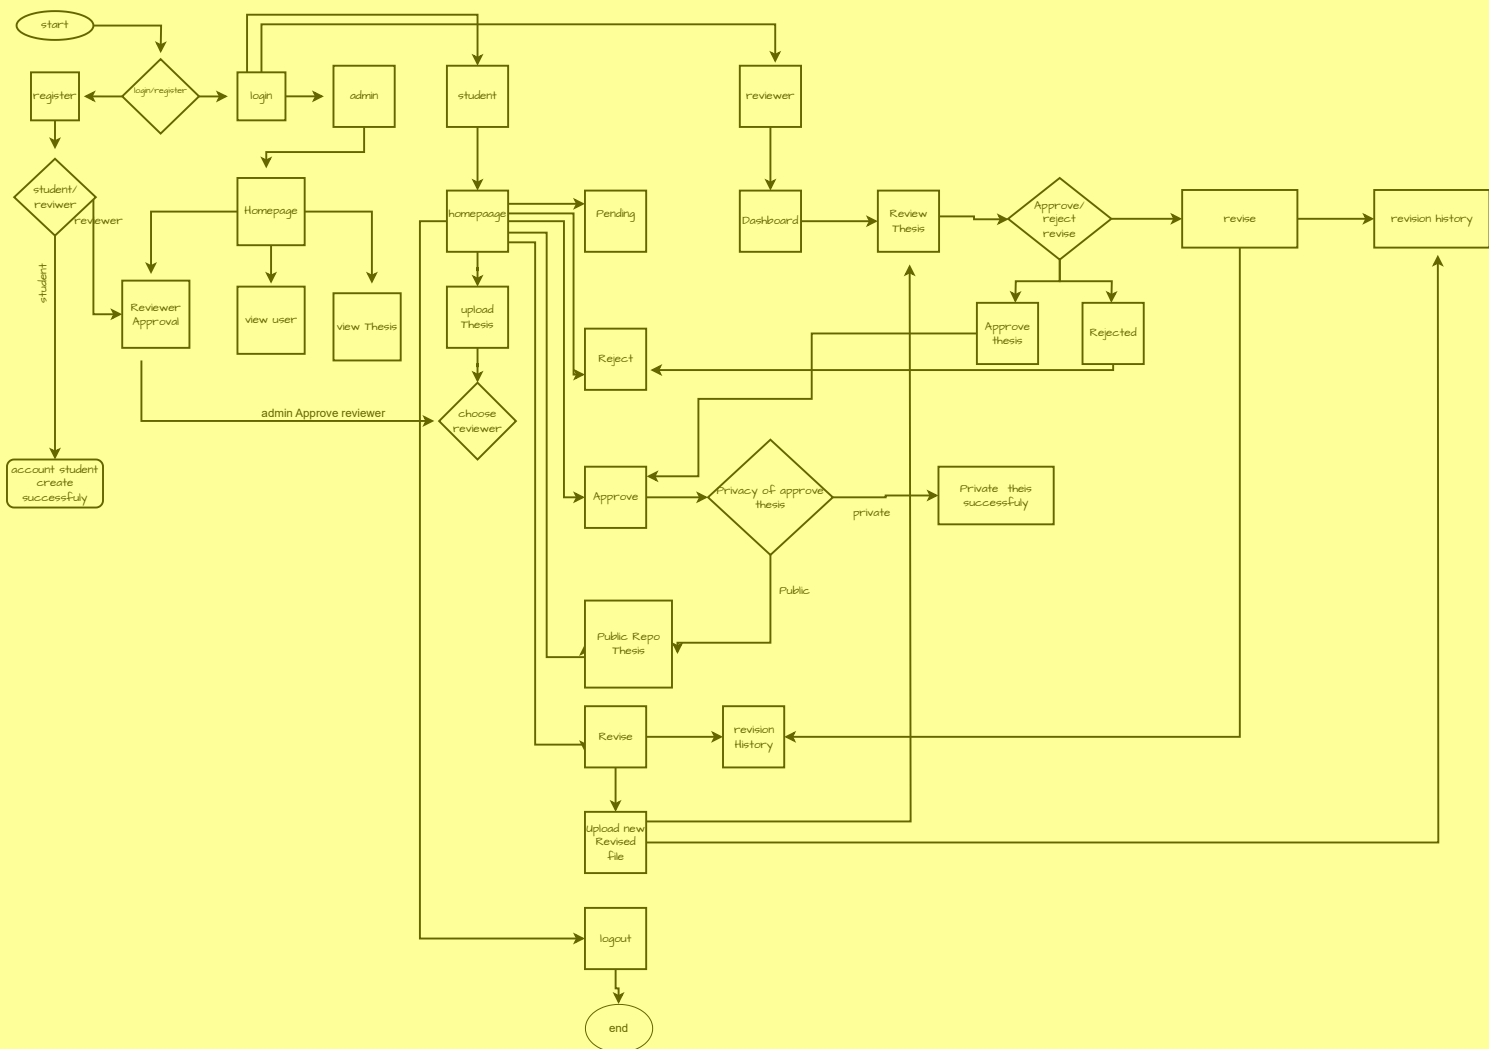 start
login/register
register
login
admin
student
reviewer
student/
reviwer
reviewer
student
Homepage
homepaage
Pending
Dashboard
Review
Thesis
Approve/
reject
revise
revise
revision history
Reviewer
Approval
view user
view Thesis
upload
Thesis
Reject
Approve
thesis
Rejected
admin Approve reviewer
choose
reviewer
account student
create
successfuly
Approve
Privacy of approve
thesis
private
Private theis
successfuly
Public
Public Repo
Thesis
Revise
revision
History
Upload new
Revised
file
logout
end